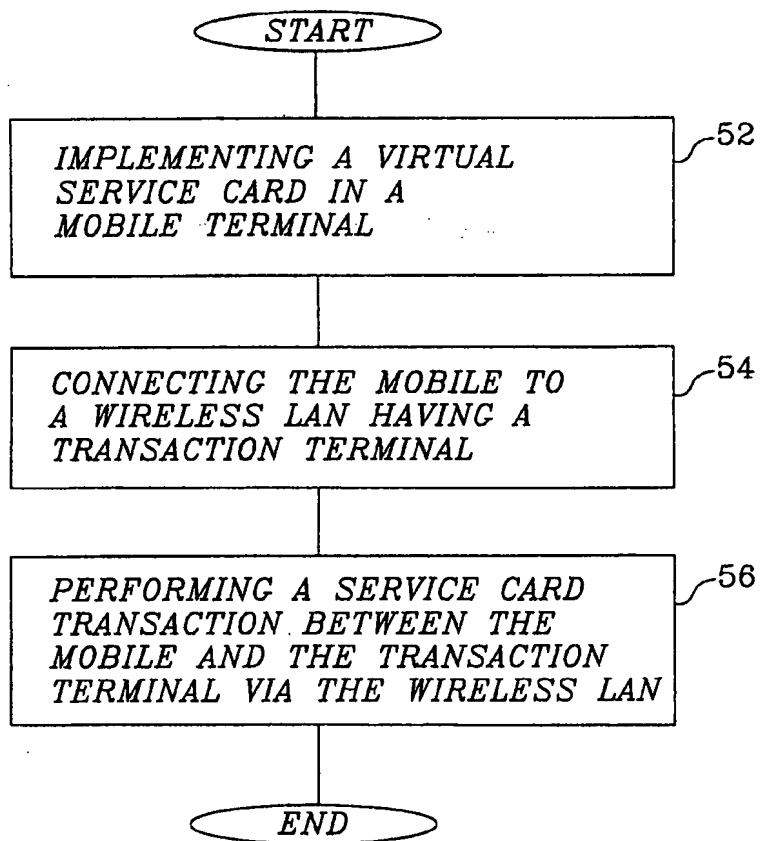 START
IMPLEMENTING A VIRTUAL
SERVICE CARD IN A
MOBILE TERMINAL
52
CONNECTING THE MOBILE TO
A WIRELESS LAN HAVING A
TRANSACTION TERMINAL
54
PERFORMING A SERVICE CARD
TRANSACTION BETWEEN THE
MOBILE AND THE TRANSACTION
TERMINAL VIA THE WIRELESS LAN
56
END